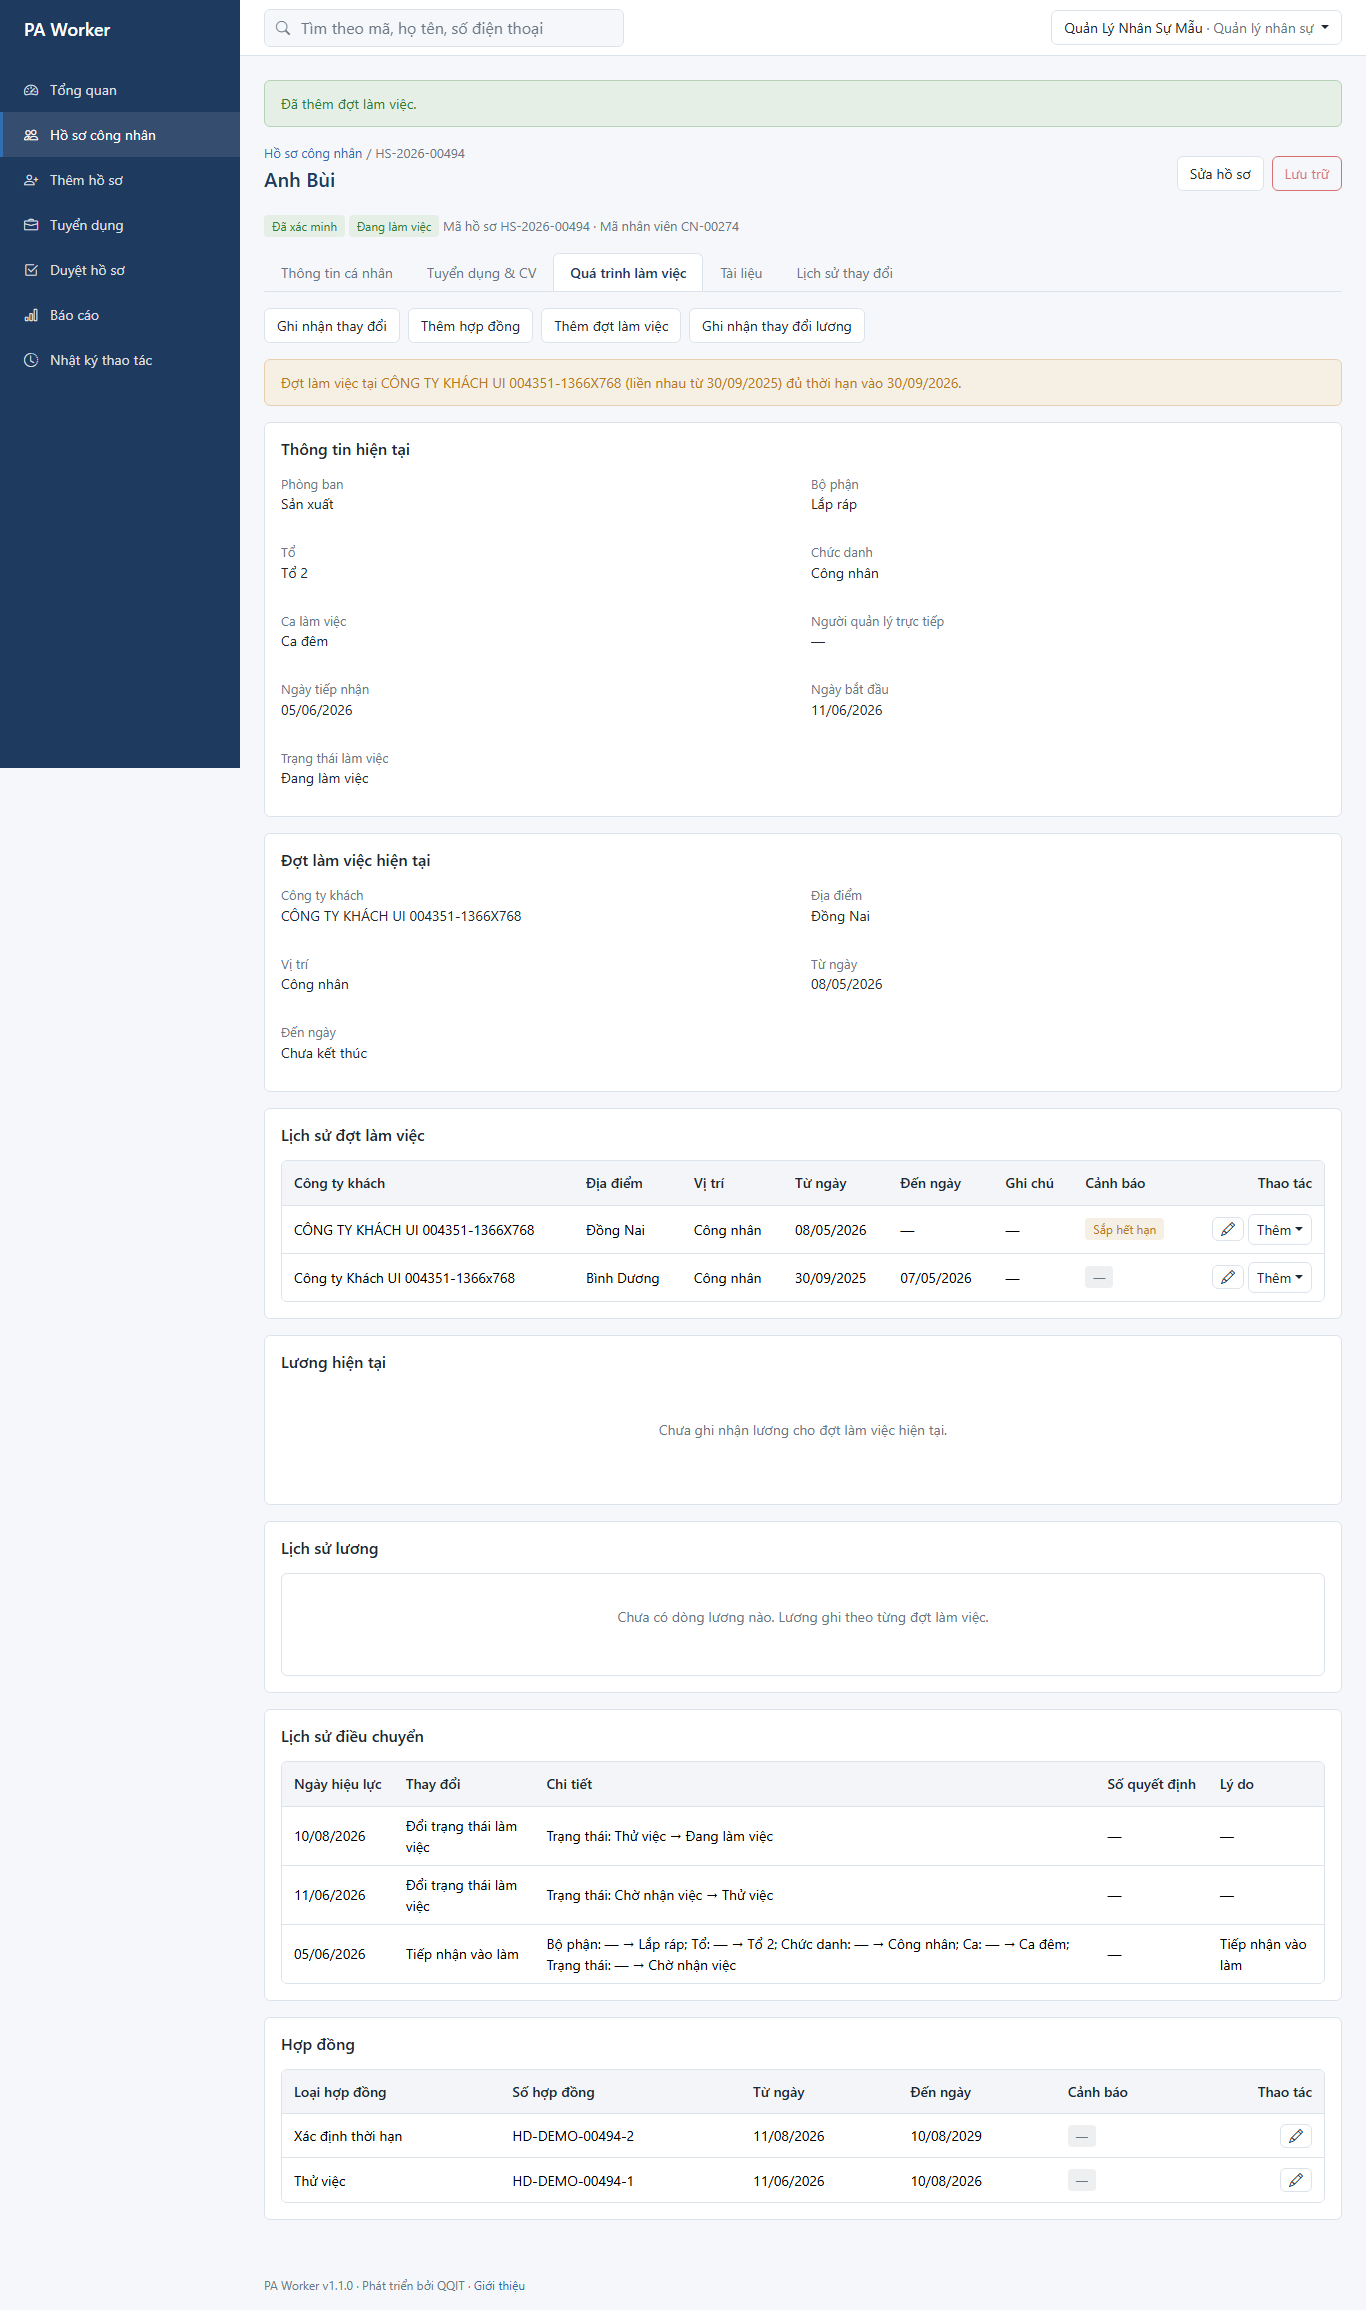 PA Worker
Tìm theo mã, họ tên, số điện thoại
Quản Lý Nhân Sự Mẫu · Quản lý nhân sự
Tổng quan
Hồ sơ công nhân
Thêm hồ sơ
Tuyển dụng
Duyệt hồ sơ
Báo cáo
Nhật ký thao tác
Đã thêm đợt làm việc.
Hồ sơ công nhân / HS-2026-00494
Anh Bùi
Sửa hồ sơ
Lưu trữ
Đã xác minh Đang làm việc Mã hồ sơ HS-2026-00494 · Mã nhân viên CN-00274
Thông tin cá nhân Tuyển dụng & CV Quá trình làm việc Tài liệu Lịch sử thay đổi
Ghi nhận thay đổi Thêm hợp đồng Thêm đợt làm việc Ghi nhận thay đổi lương
Đợt làm việc tại CÔNG TY KHÁCH UI 004351-1366X768 (liền nhau từ 30/09/2025) đủ thời hạn vào 30/09/2026.
Thông tin hiện tại
Phòng ban Bộ phận
Sản xuất Lắp ráp
Tổ Chức danh
Tổ 2 Công nhân
Ca làm việc Người quản lý trực tiếp
Ca đêm —
Ngày tiếp nhận Ngày bắt đầu
05/06/2026 11/06/2026
Trạng thái làm việc
Đang làm việc
Đợt làm việc hiện tại
Công ty khách Địa điểm
CÔNG TY KHÁCH UI 004351-1366X768 Đồng Nai
Vị trí Từ ngày
Công nhân 08/05/2026
Đến ngày
Chưa kết thúc
Lịch sử đợt làm việc
Công ty khách Địa điểm Vị trí Từ ngày Đến ngày Ghi chú Cảnh báo Thao tác
CÔNG TY KHÁCH UI 004351-1366X768 Đồng Nai Công nhân 08/05/2026 — — Sắp hết hạn Thêm
Công ty Khách UI 004351-1366x768 Bình Dương Công nhân 30/09/2025 07/05/2026 — — Thêm
Lương hiện tại
Chưa ghi nhận lương cho đợt làm việc hiện tại.
Lịch sử lương
Chưa có dòng lương nào. Lương ghi theo từng đợt làm việc.
Lịch sử điều chuyển
Ngày hiệu lực Thay đổi Chi tiết Số quyết định Lý do
10/08/2026 Đổi trạng thái làm việc Trạng thái: Thử việc → Đang làm việc — —
11/06/2026 Đổi trạng thái làm việc Trạng thái: Chờ nhận việc → Thử việc — —
05/06/2026 Tiếp nhận vào làm Bộ phận: — → Lắp ráp; Tổ: — → Tổ 2; Chức danh: — → Công nhân; Ca: — → Ca đêm; Trạng thái: — → Chờ nhận việc — Tiếp nhận vào làm
Hợp đồng
Loại hợp đồng Số hợp đồng Từ ngày Đến ngày Cảnh báo Thao tác
Xác định thời hạn HD-DEMO-00494-2 11/08/2026 10/08/2029 —
Thử việc HD-DEMO-00494-1 11/06/2026 10/08/2026 —
PA Worker v1.1.0 · Phát triển bởi QQIT · Giới thiệu